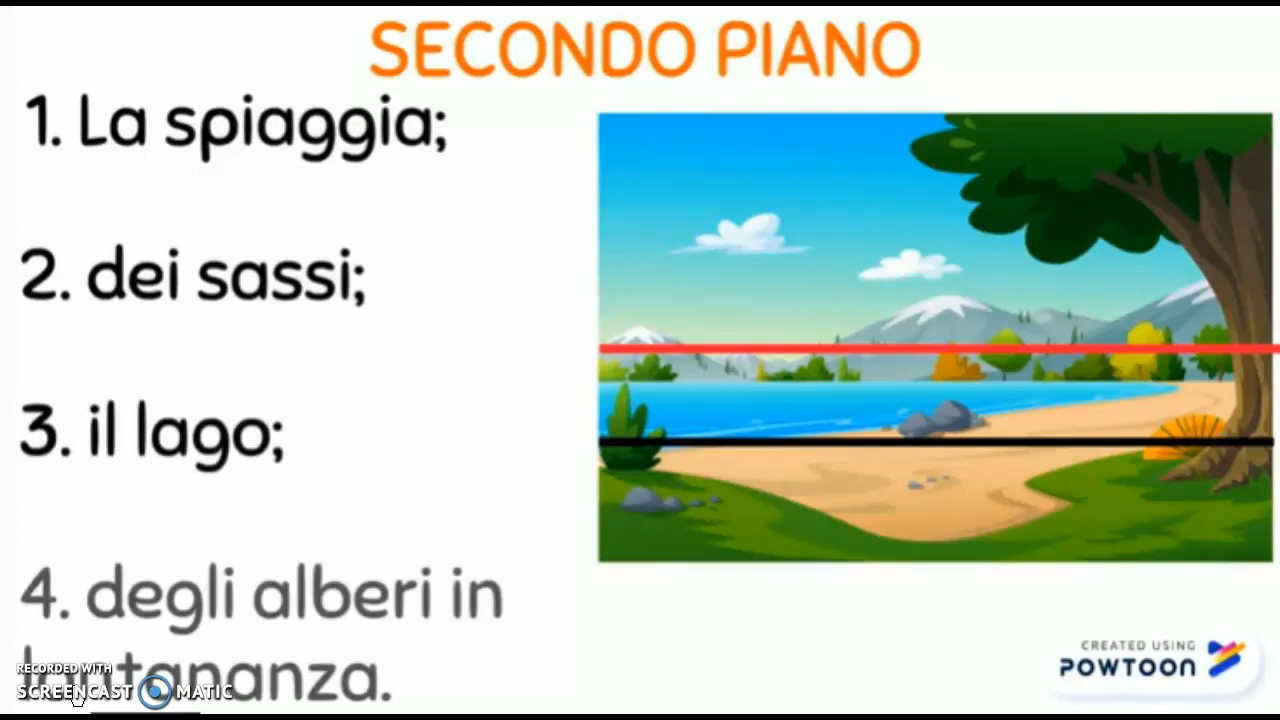 SECONDO PIANO
1. La spiaggia;
2. dei sassi;
3. il lago;
4. degli alberi in
lontananza.
CREATED USING
POWTOON
RECORDED WITH
SCREENCAST MATIC